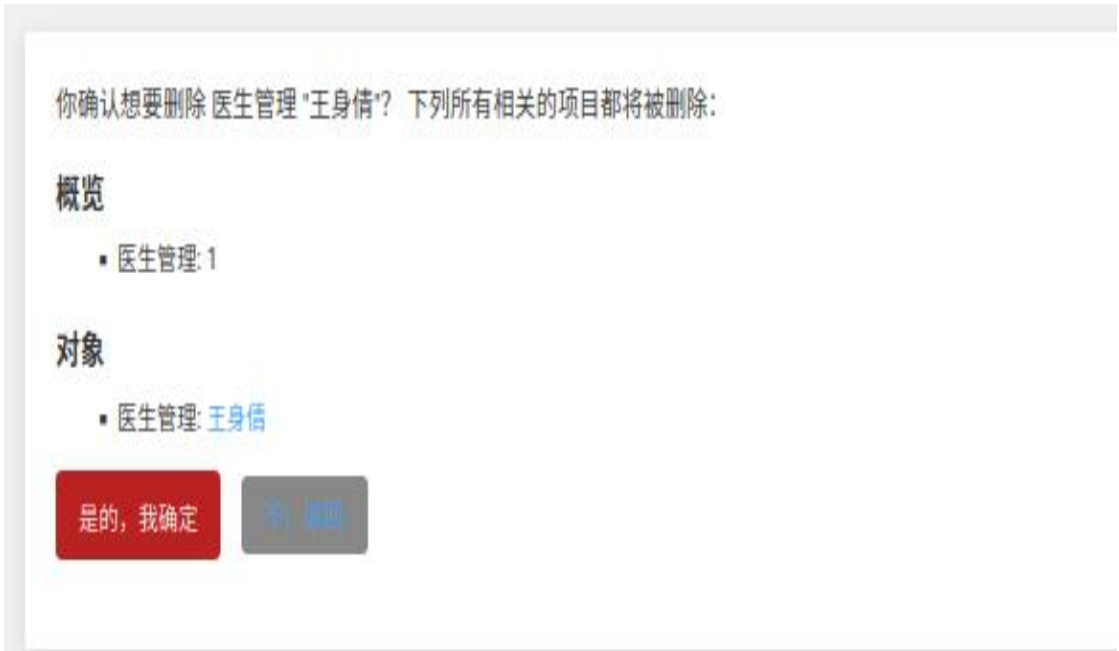 你确认想要删除 医生管理 "王身倩"? 下列所有相关的项目都将被删除:
概览
▪ 医生管理: 1
对象
▪ 医生管理: 王身倩
是的，我确定